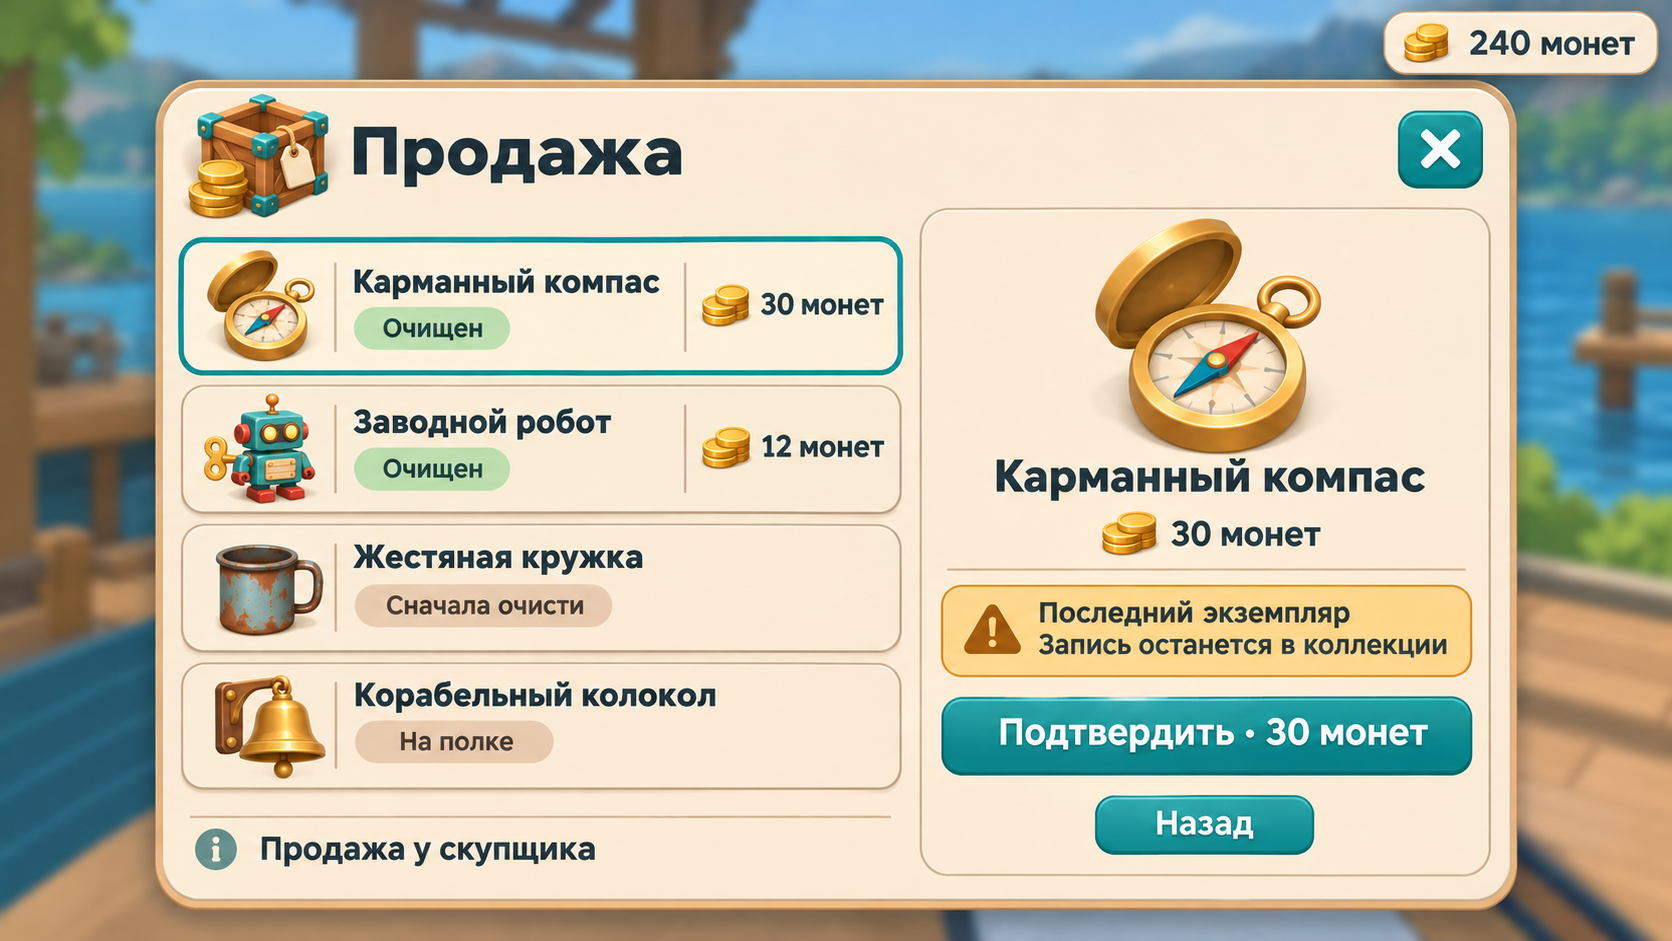 240 монет
Продажа
Карманный компас
Очищен
30 монет
Заводной робот
Очищен
12 монет
Жестяная кружка
Сначала очисти
Корабельный колокол
На полке
Продажа у скупщика
Карманный компас
30 монет
Последний экземпляр
Запись останется в коллекции
Подтвердить · 30 монет
Назад